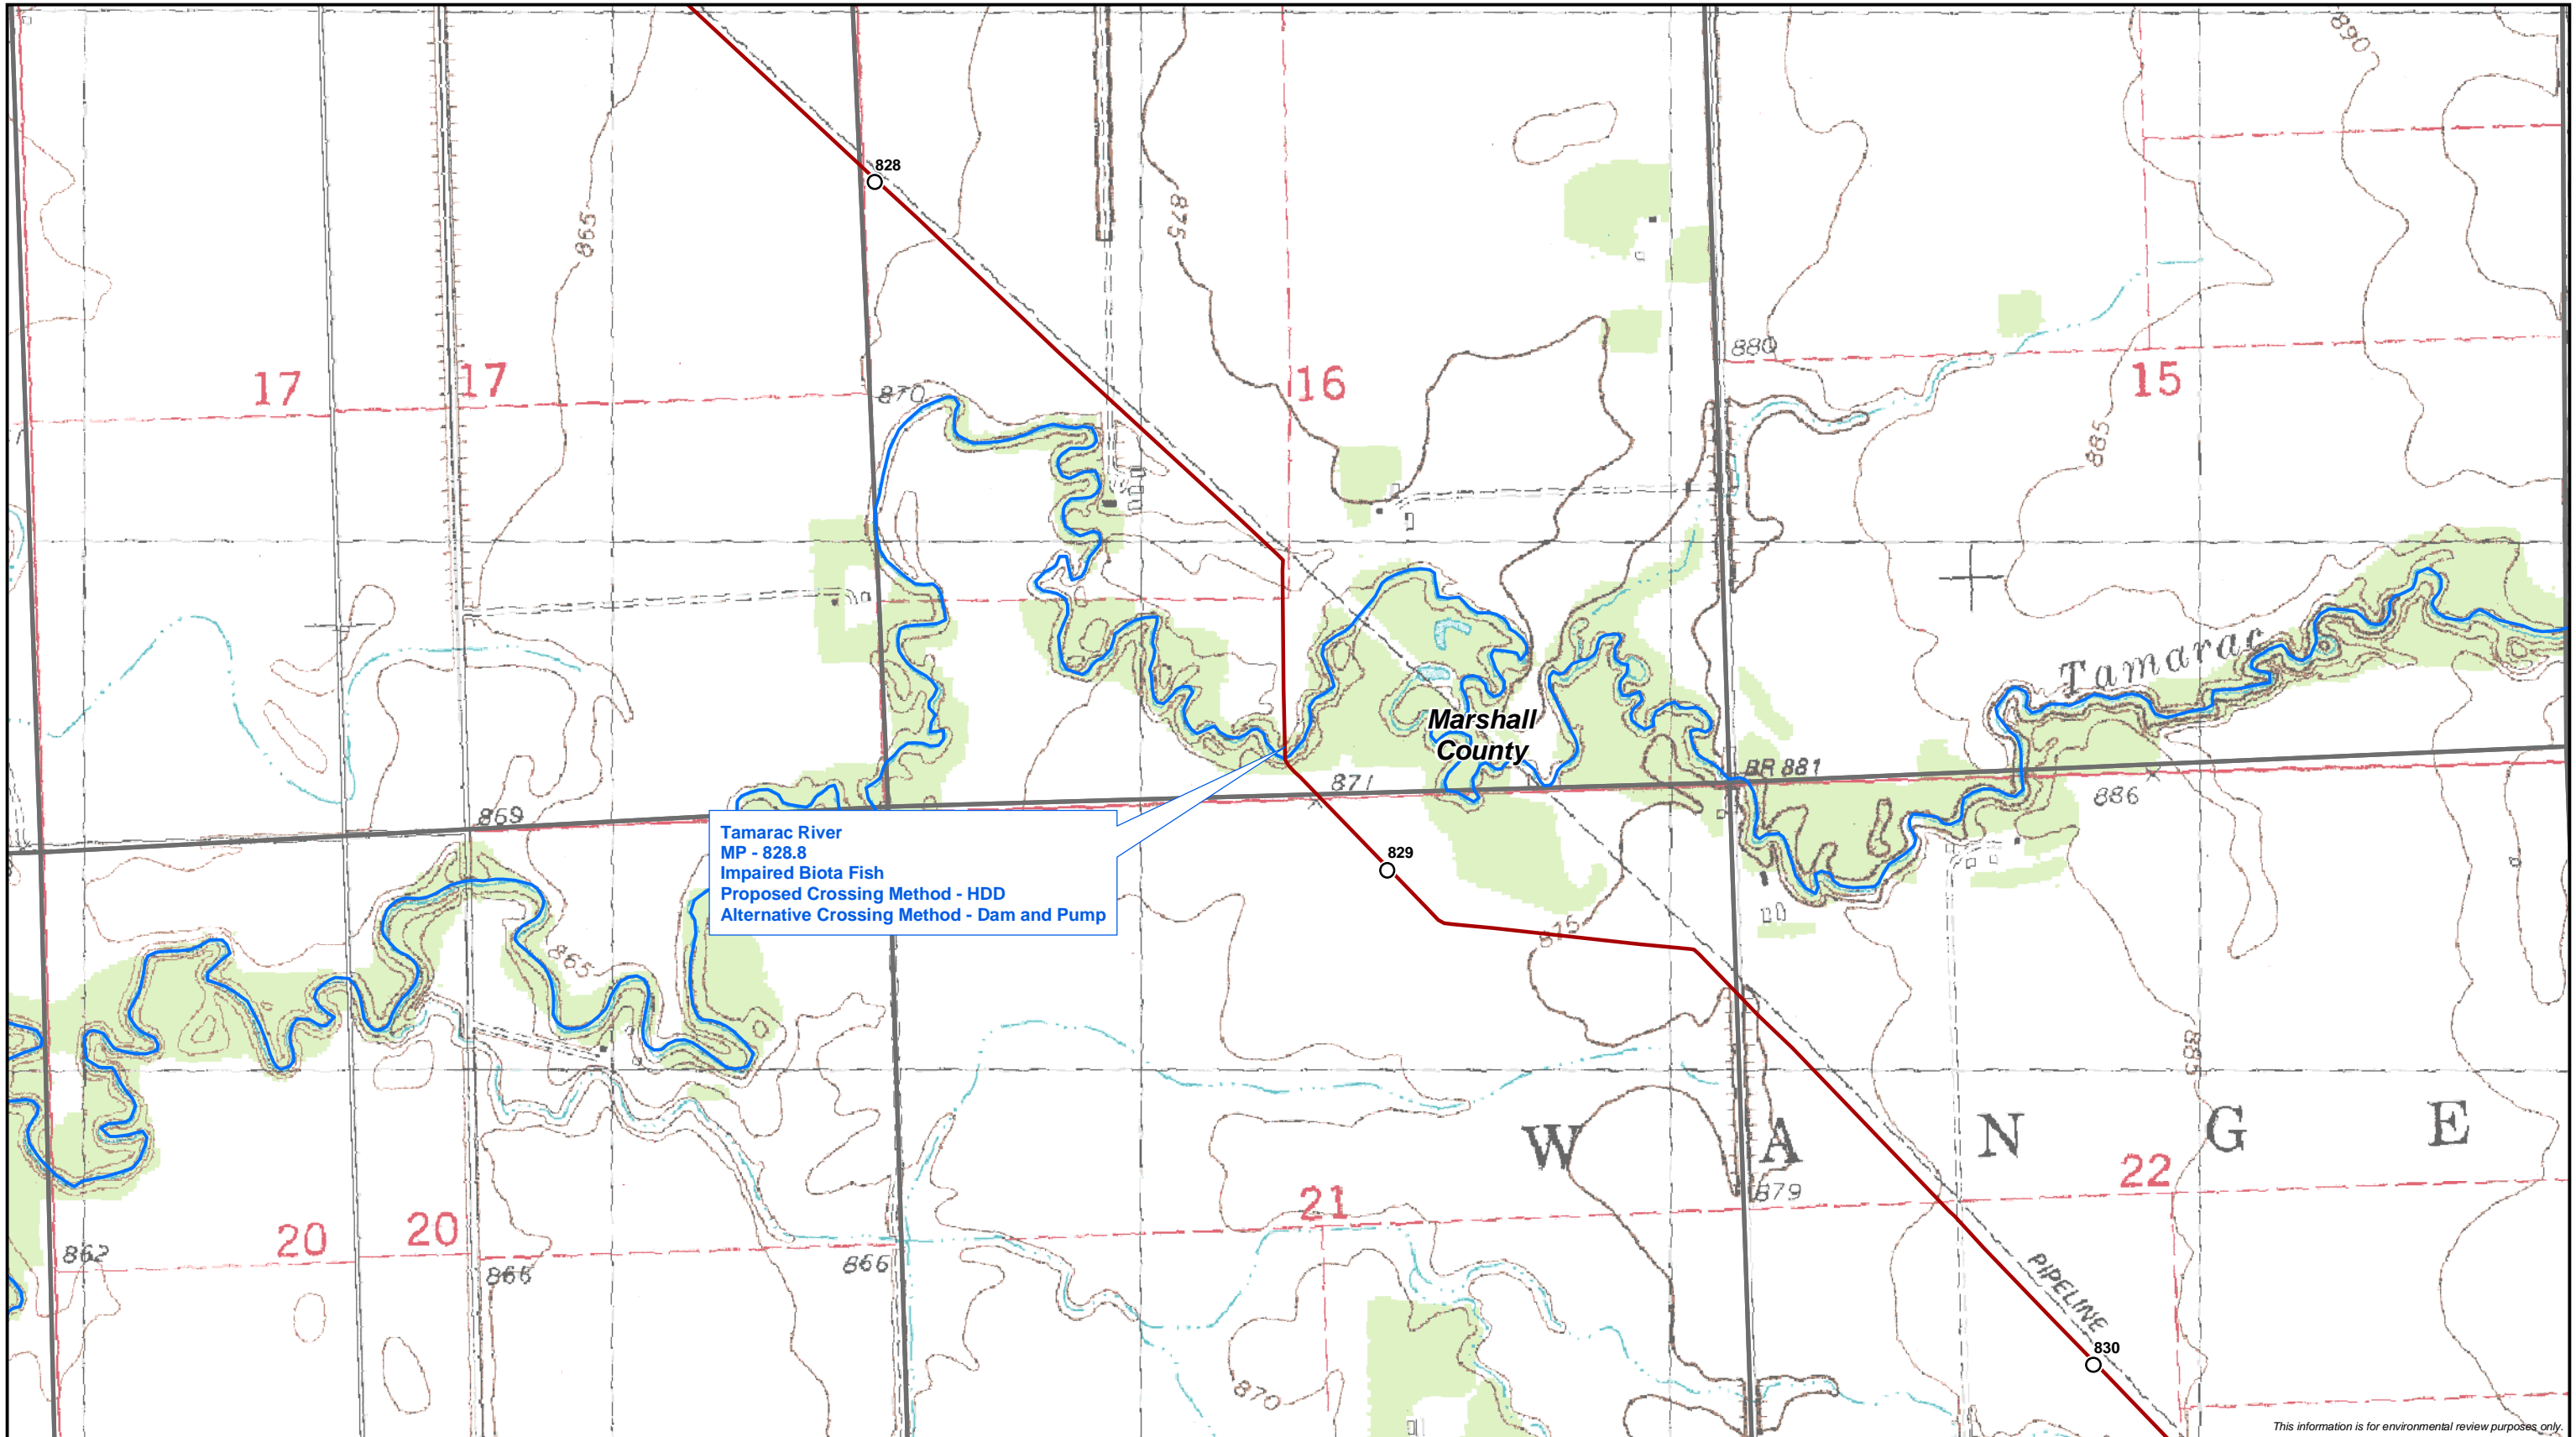 890
828
875
865
880
17
17
16
15
870
885
Tamarac
Marshall
County
BR 881
871
886
869
Tamarac River
MP - 828.8
Impaired Biota Fish
Proposed Crossing Method - HDD
Alternative Crossing Method - Dam and Pump
829
875
865
885
W A N G E
22
879
21
20
20
862
866
866
PIPELINE
830
870
This information is for environmental review purposes only.